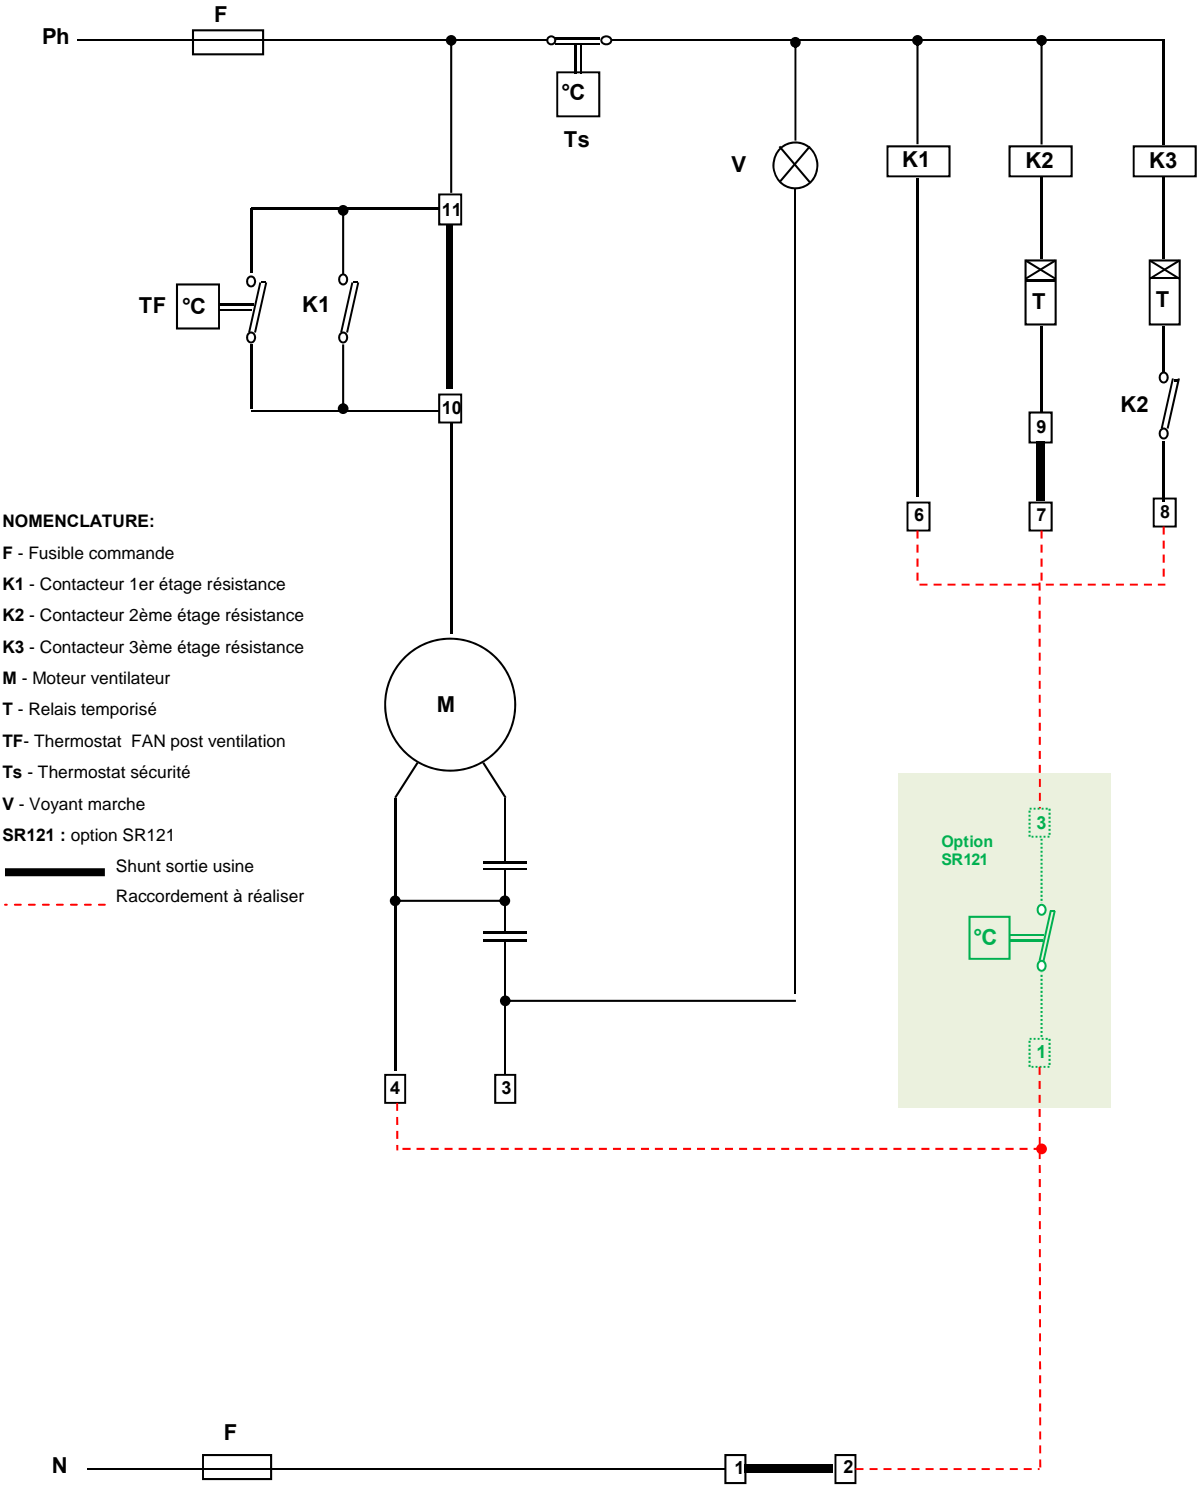 F
Ph
°C
Ts
V
K1
K2
K3
11
TF
°C
K1
T
T
10
K2
9
6
7
8
NOMENCLATURE:
F - Fusible commande
K1 - Contacteur 1er étage résistance
K2 - Contacteur 2ème étage résistance
K3 - Contacteur 3ème étage résistance
M - Moteur ventilateur
T - Relais temporisé
TF- Thermostat FAN post ventilation
Ts - Thermostat sécurité
V - Voyant marche
SR121 : option SR121
Shunt sortie usine
Raccordement à réaliser
M
3
Option
SR121
°C
1
4
3
F
N
1
2